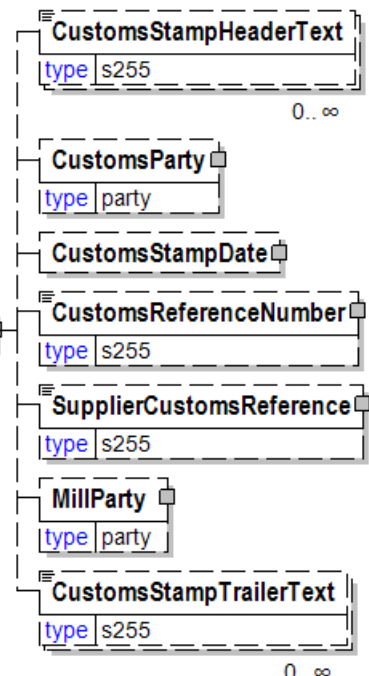 CustomsStampHeaderText
type s255
0.. ∞
CustomsParty
type party
CustomsStampDate
CustomsReferenceNumber
type s255
SupplierCustomsReference
type s255
MillParty
type party
CustomsStampTrailerText
type s255
0.. ∞